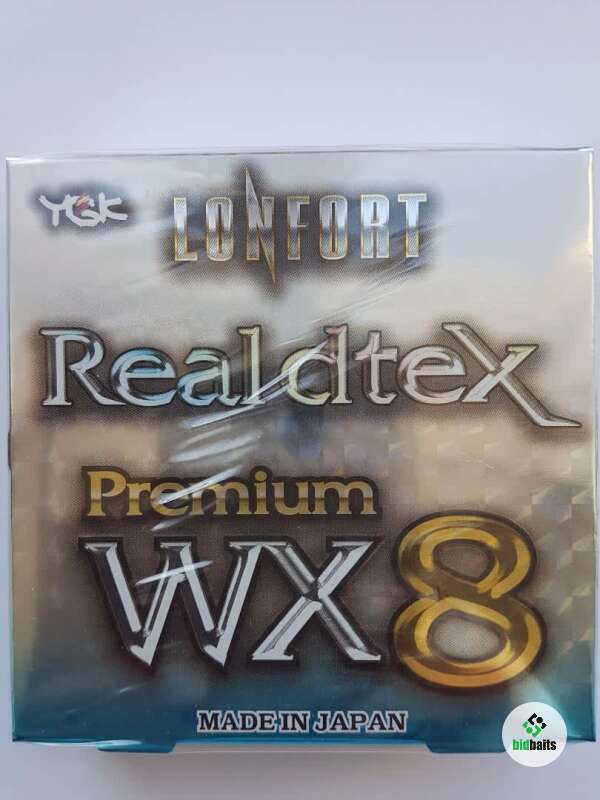 YGK
LONFORT
Realdtex
Premium
WX8
MADE IN JAPAN
bidbaits